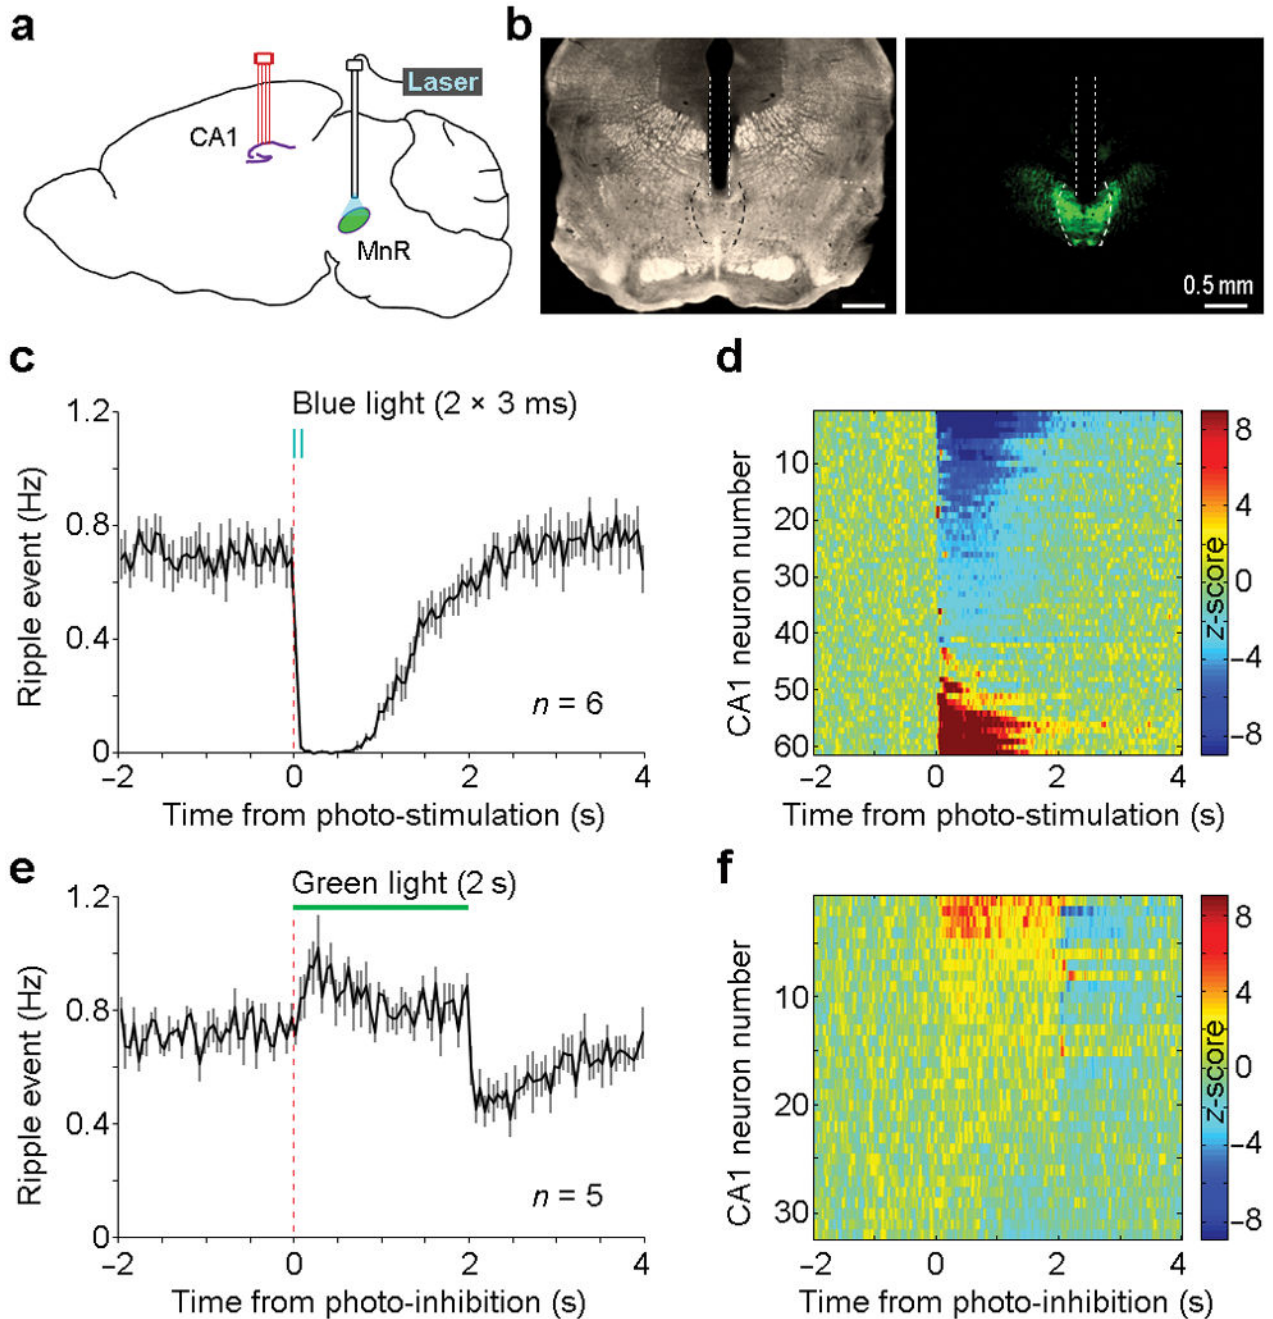 a
Laser
CA1
MnR
b
0.5 mm
c
Blue light (2 × 3 ms)
1.2
0.8
0.4
0
Ripple event (Hz)
n = 6
−2
0
2
4
Time from photo-stimulation (s)
d
10
20
30
40
50
60
CA1 neuron number
−2
0
2
4
Time from photo-stimulation (s)
8
4
0
−4
−8
z-score
e
Green light (2 s)
1.2
0.8
0.4
0
Ripple event (Hz)
n = 5
−2
0
2
4
Time from photo-inhibition (s)
f
10
20
30
CA1 neuron number
−2
0
2
4
Time from photo-inhibition (s)
8
4
0
−4
−8
z-score